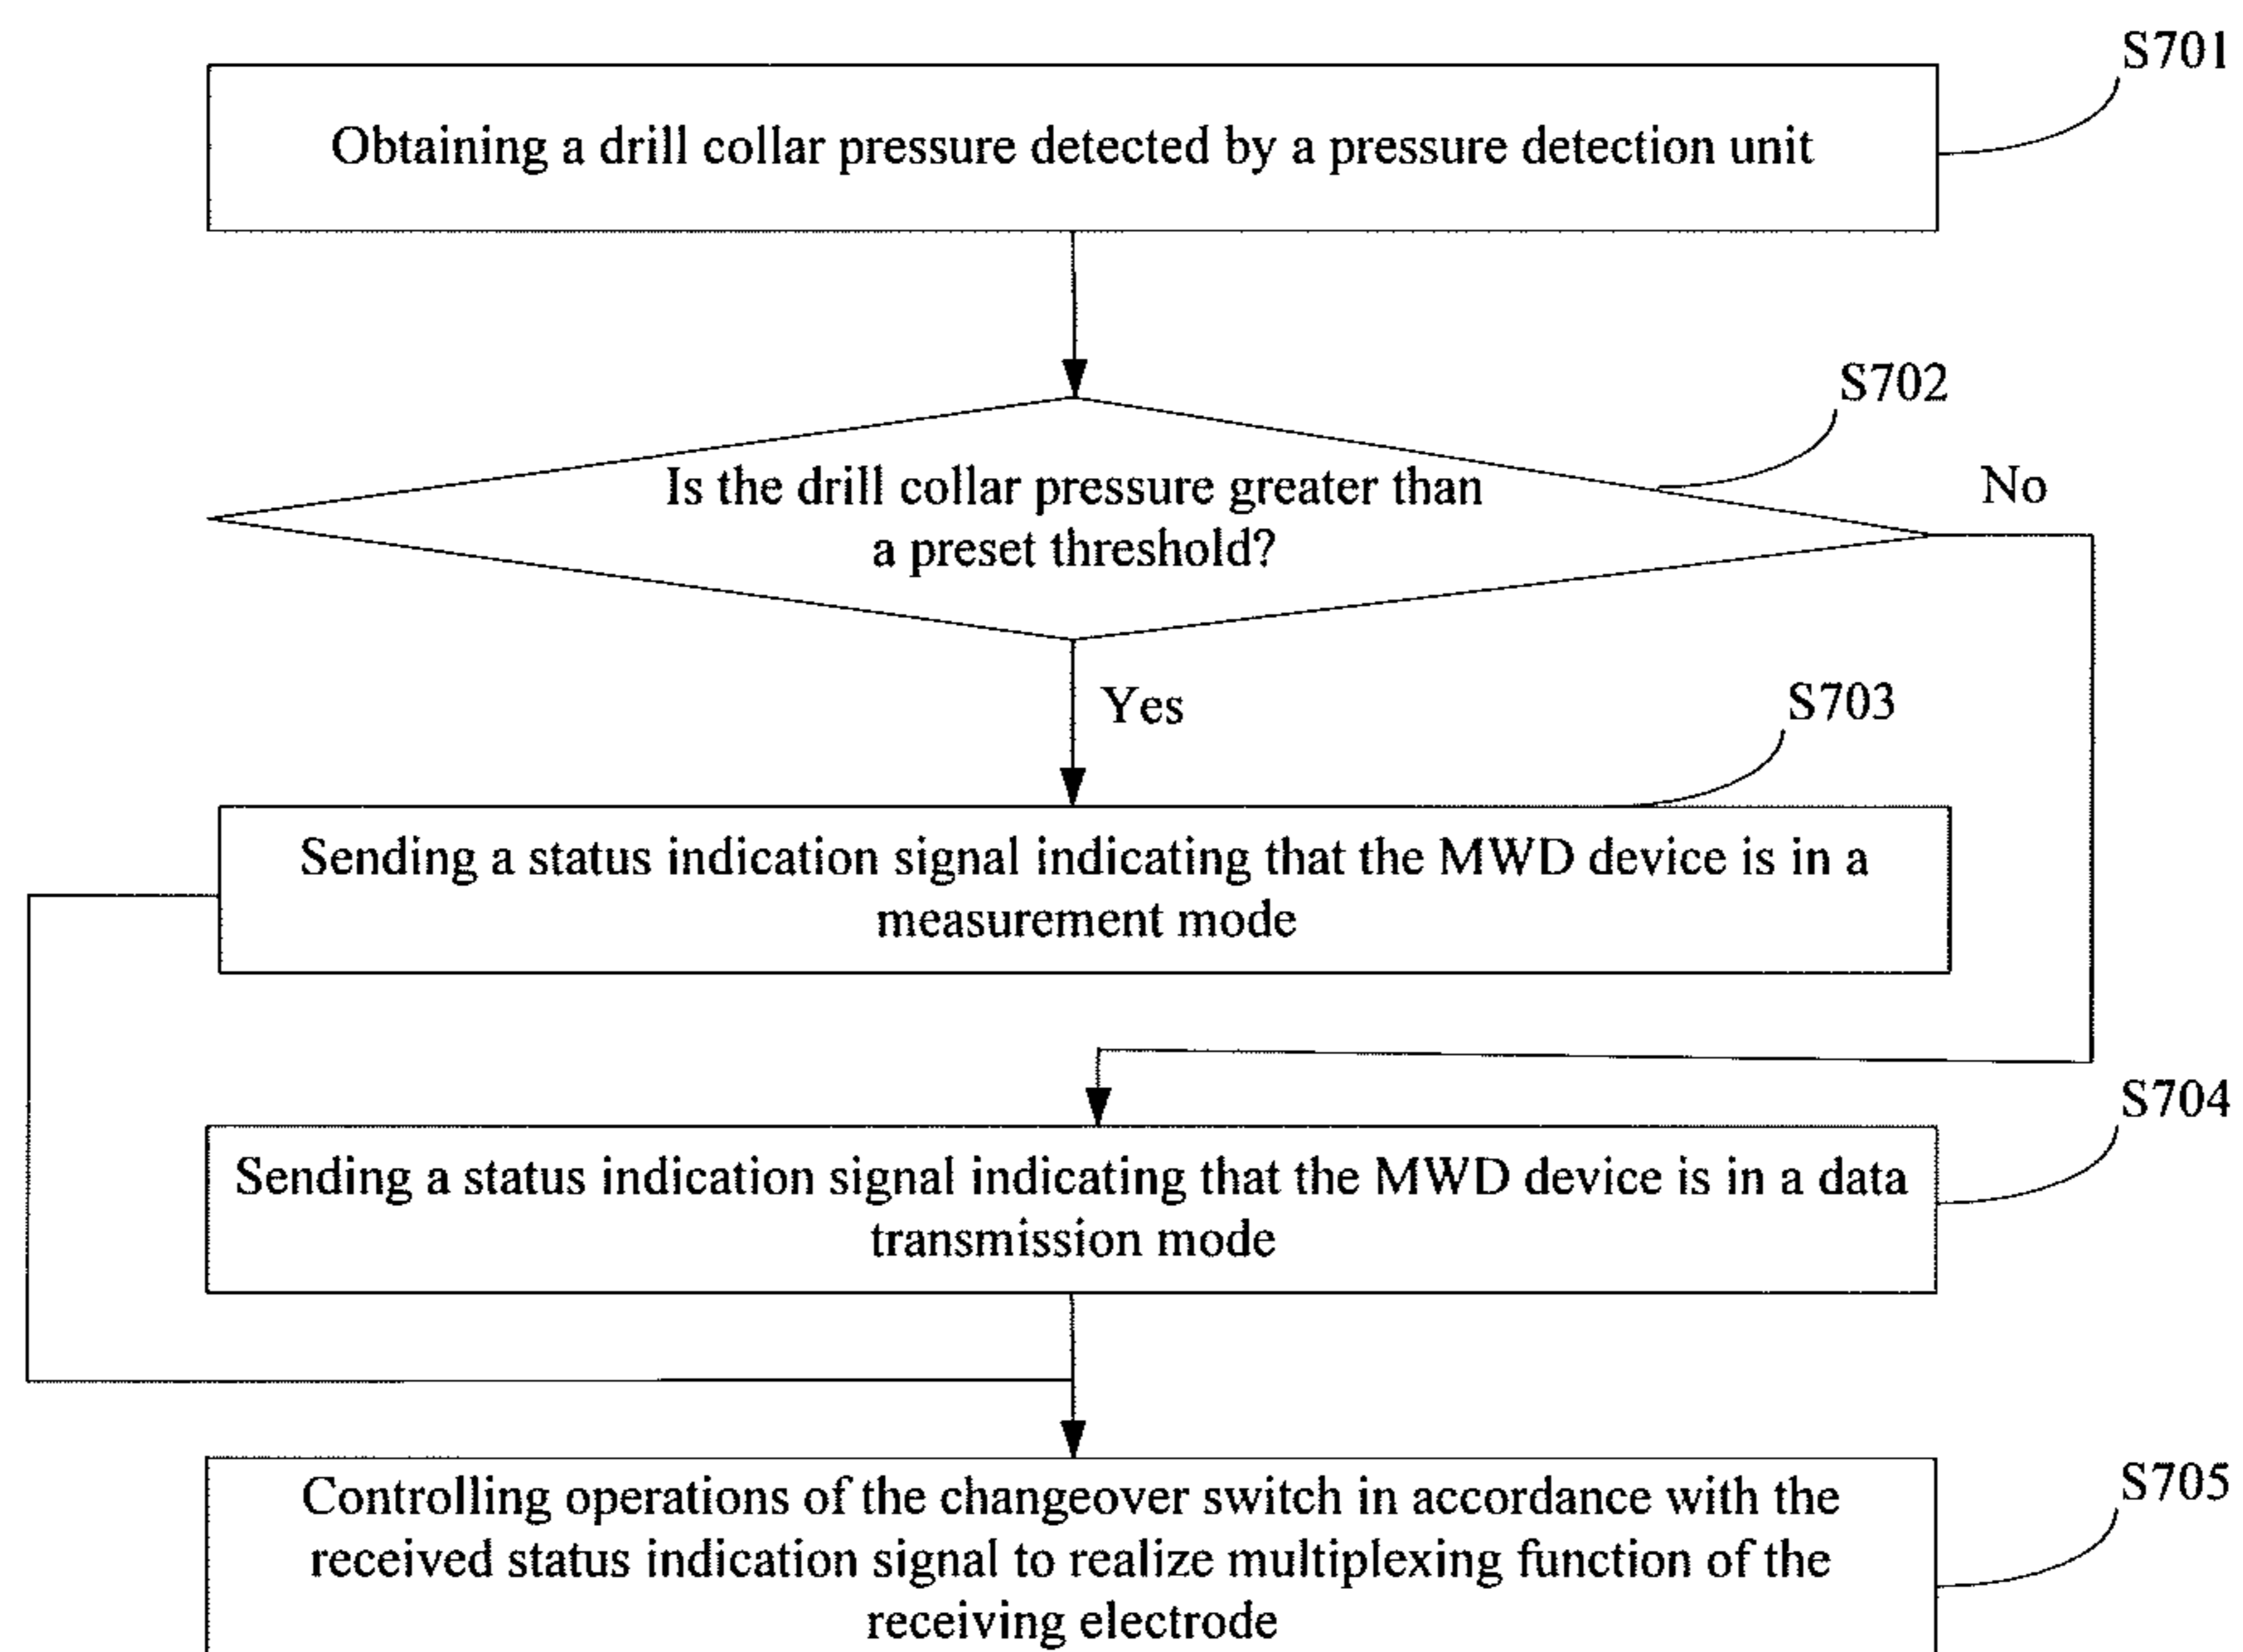 S701
Obtaining a drill collar pressure detected by a pressure detection unit
S702
Is the drill collar pressure greater than
a preset threshold?
No
Yes
S703
Sending a status indication signal indicating that the MWD device is in a
measurement mode
S704
Sending a status indication signal indicating that the MWD device is in a data
transmission mode
S705
Controlling operations of the changeover switch in accordance with the
received status indication signal to realize multiplexing function of the
receiving electrode